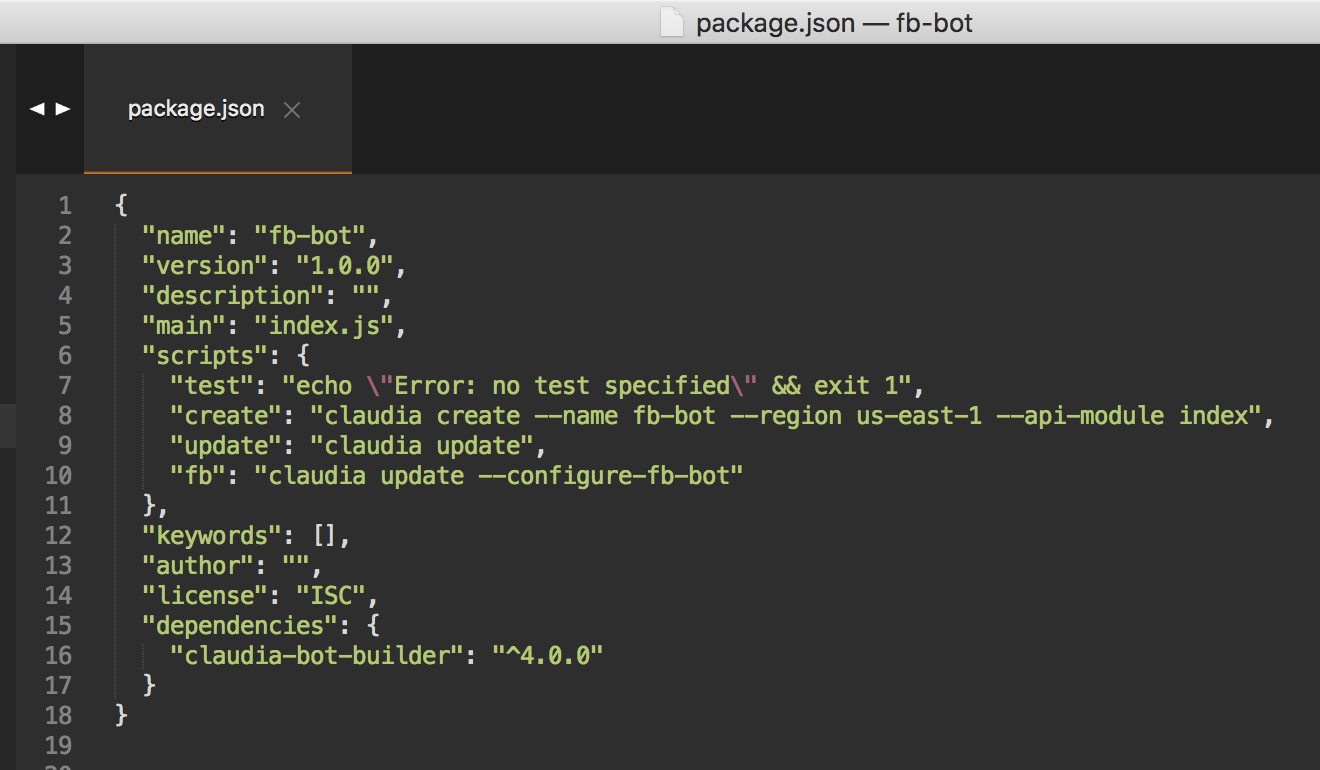 package.json — fb-bot
package.json
1 {
2 "name": "fb-bot",
3 "version": "1.0.0",
4 "description": "",
5 "main": "index.js",
6 "scripts": {
7 "test": "echo \"Error: no test specified\" && exit 1",
8 "create": "claudia create --name fb-bot --region us-east-1 --api-module index",
9 "update": "claudia update",
10 "fb": "claudia update --configure-fb-bot"
11 },
12 "keywords": [],
13 "author": "",
14 "license": "ISC",
15 "dependencies": {
16 "claudia-bot-builder": "^4.0.0"
17 }
18 }
19